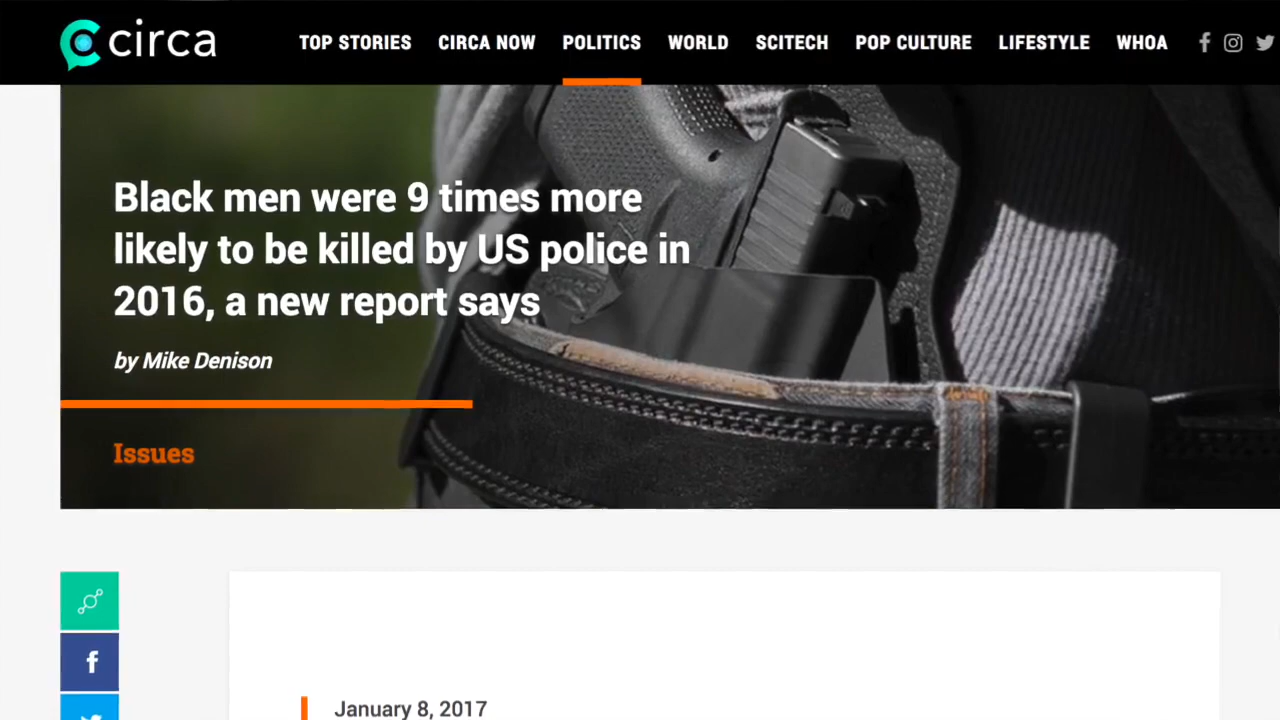 circa
TOP STORIES CIRCA NOW POLITICS WORLD SCITECH POP CULTURE LIFESTYLE WHOA
Black men were 9 times more
likely to be killed by US police in
2016, a new report says
by Mike Denison
Issues
January 8, 2017